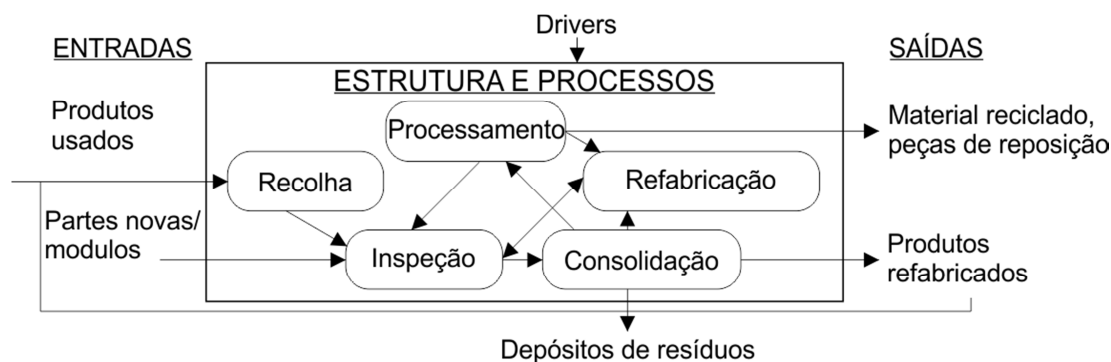 Drivers
ENTRADAS
SAÍDAS
ESTRUTURA E PROCESSOS
Produtos
usados
Processamento
Material reciclado,
peças de reposição
Recolha
Refabricação
Partes novas/
modulos
Inspeção
Consolidação
Produtos
refabricados
Depósitos de resíduos